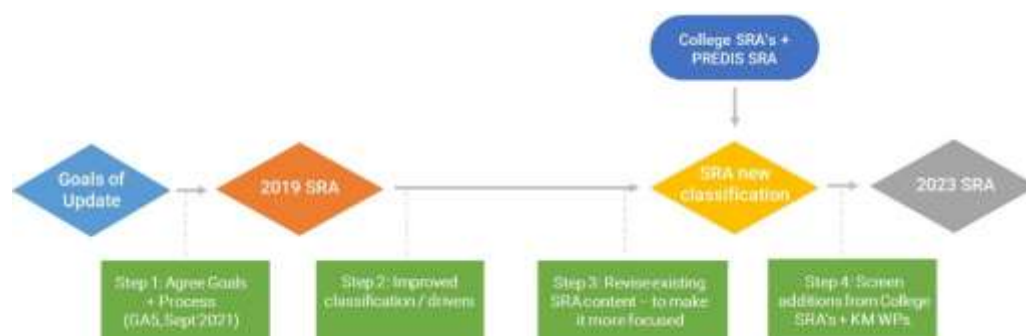 College SRA's +
PREDIS SRA
Goals of
Update
2019 SRA
SRA new
classification
2023 SRA
Step 1: Agree Goals
+ Process
(GA5, Sept 2021)
Step 2: Improved
classification / drivers
Step 3: Revise existing
SRA content – to make
it more focused
Step 4: Screen
additions from College
SRA's + KM WPs.